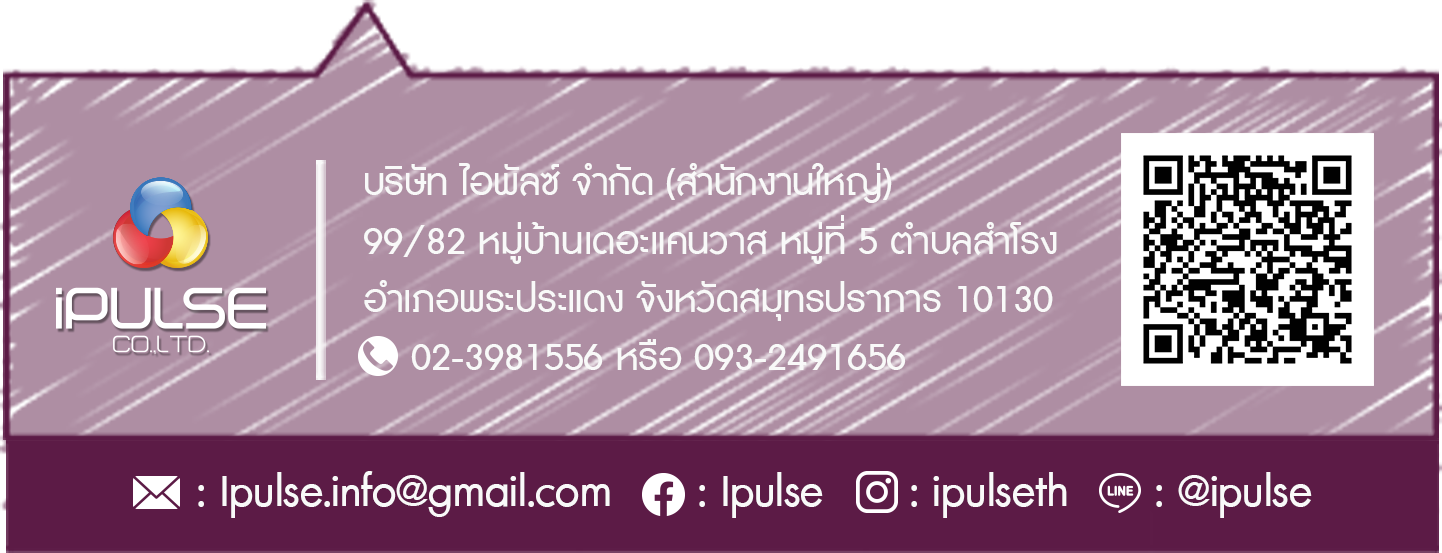 iPULSE
CO.,LTD.
บริษัท ไอพัลซ์ จำกัด (สำนักงานใหญ่)
99/82 หมู่บ้านเดอะแคนวาส หมู่ที่ 5 ตำบลสำโรง
อำเภอพระประแดง จังหวัดสมุทรปราการ 10130
02-3981556 หรือ 093-2491656
: Ipulse.info@gmail.com : Ipulse : ipulseth LINE : @ipulse